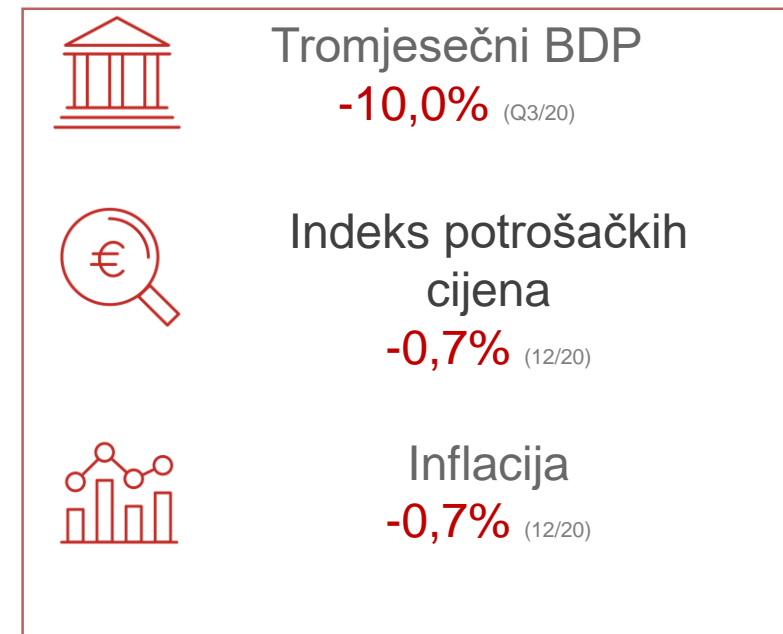 Tromjesečni BDP
-10,0% (Q3/20)
€
Indeks potrošačkih
cijena
-0,7% (12/20)
Inflacija
-0,7% (12/20)